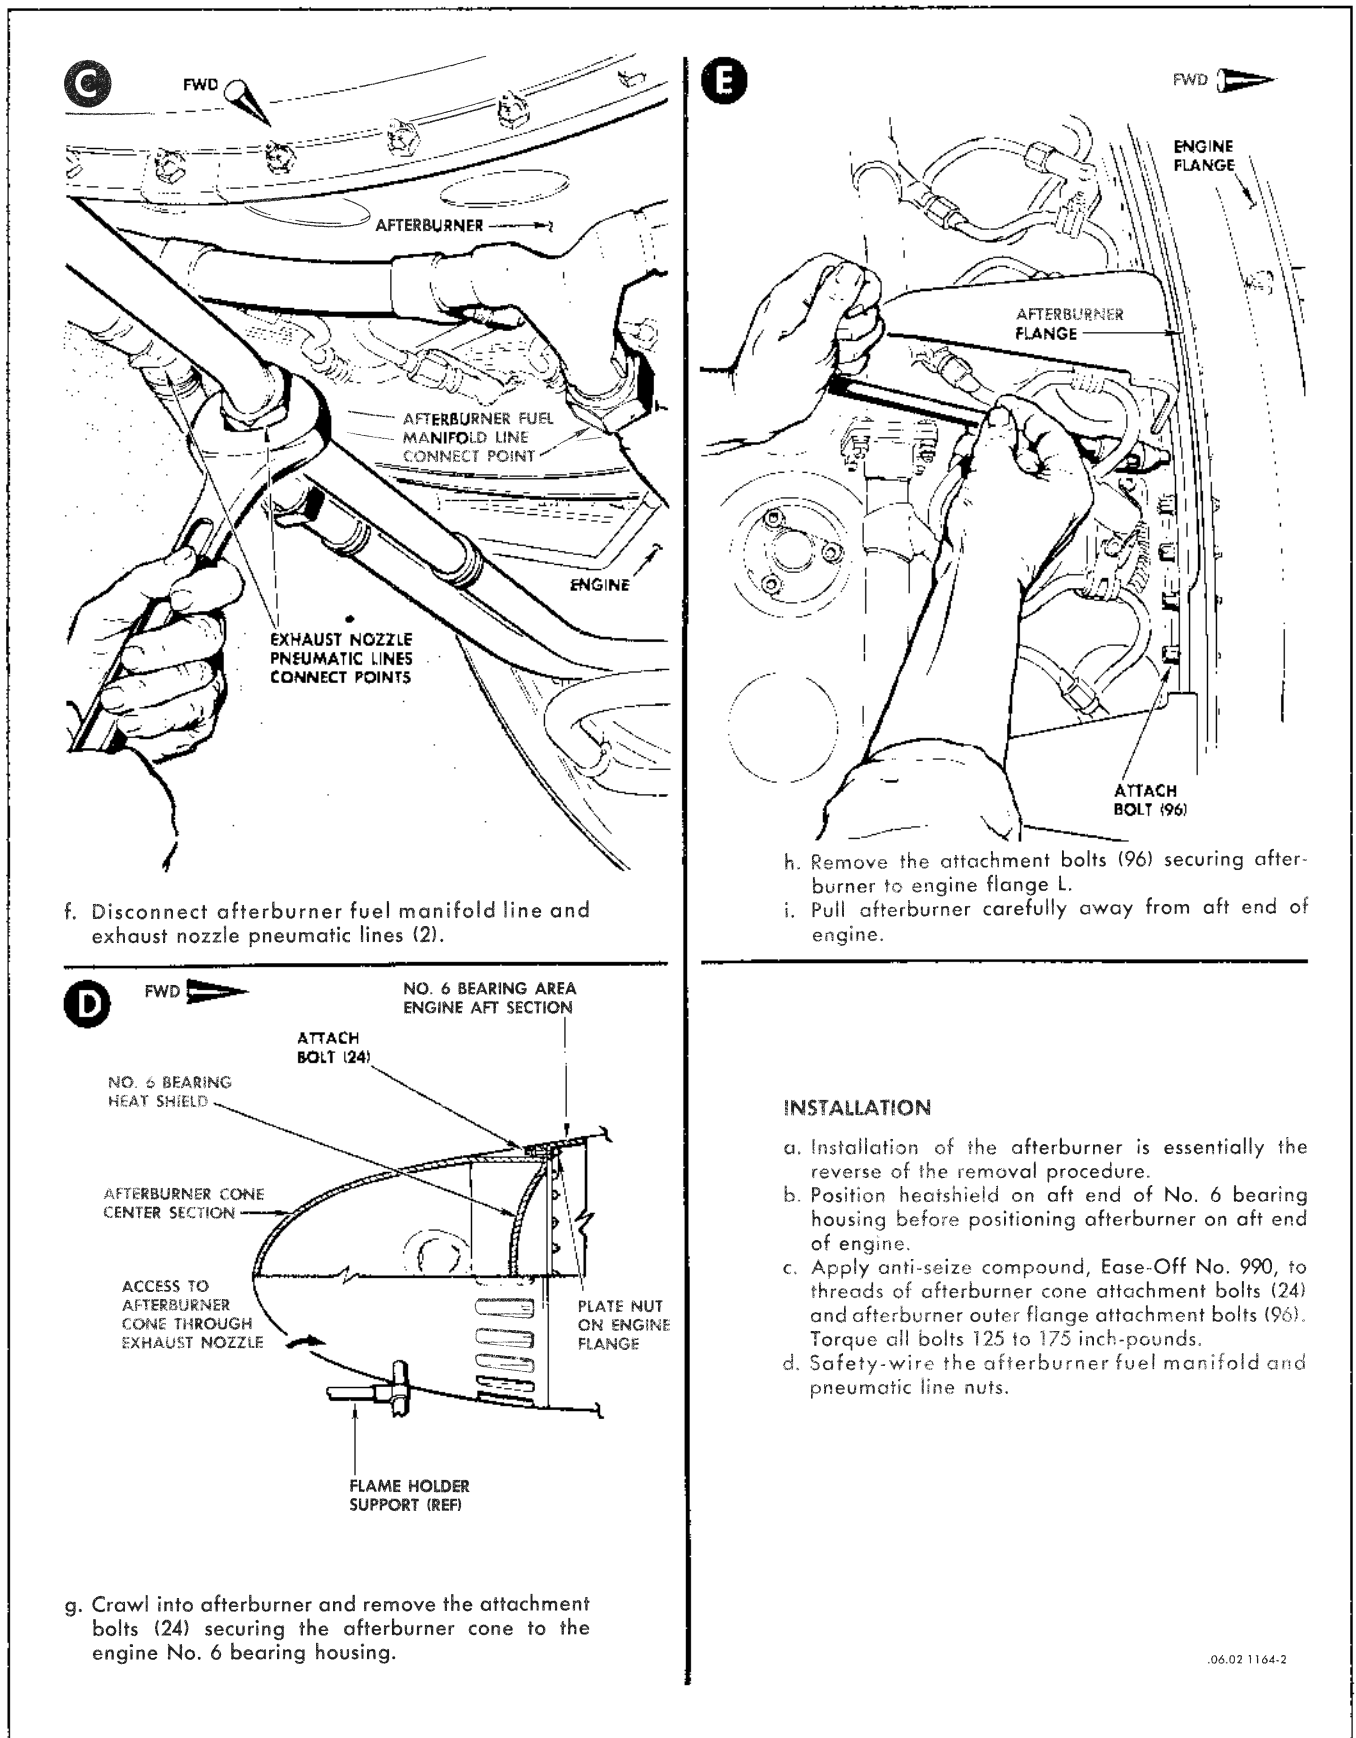 C
FWD
AFTERBURNER
AFTERBURNER FUEL
MANIFOLD LINE
CONNECT POINT
ENGINE
EXHAUST NOZZLE
PNEUMATIC LINES
CONNECT POINTS
f. Disconnect afterburner fuel manifold line and
exhaust nozzle pneumatic lines (2).
D
FWD
NO. 6 BEARING AREA
ENGINE AFT SECTION
ATTACH
BOLT (24)
NO. 6 BEARING
HEAT SHIELD
AFTERBURNER CONE
CENTER SECTION
ACCESS TO
AFTERBURNER
CONE THROUGH
EXHAUST NOZZLE
PLATE NUT
ON ENGINE
FLANGE
FLAME HOLDER
SUPPORT (REF)
g. Crawl into afterburner and remove the attachment
bolts (24) securing the afterburner cone to the
engine No. 6 bearing housing.
E
FWD
ENGINE
FLANGE
AFTERBURNER
FLANGE
ATTACH
BOLT (96)
h. Remove the attachment bolts (96) securing after-
burner to engine flange L.
i. Pull afterburner carefully away from aft end of
engine.
INSTALLATION
a. Installation of the afterburner is essentially the
reverse of the removal procedure.
b. Position heatshield on aft end of No. 6 bearing
housing before positioning afterburner on aft end
of engine.
c. Apply anti-seize compound, Ease-Off No. 990, to
threads of afterburner cone attachment bolts (24)
and afterburner outer flange attachment bolts (96).
Torque all bolts 125 to 175 inch-pounds.
d. Safety-wire the afterburner fuel manifold and
pneumatic line nuts.
.06.02 1164-2